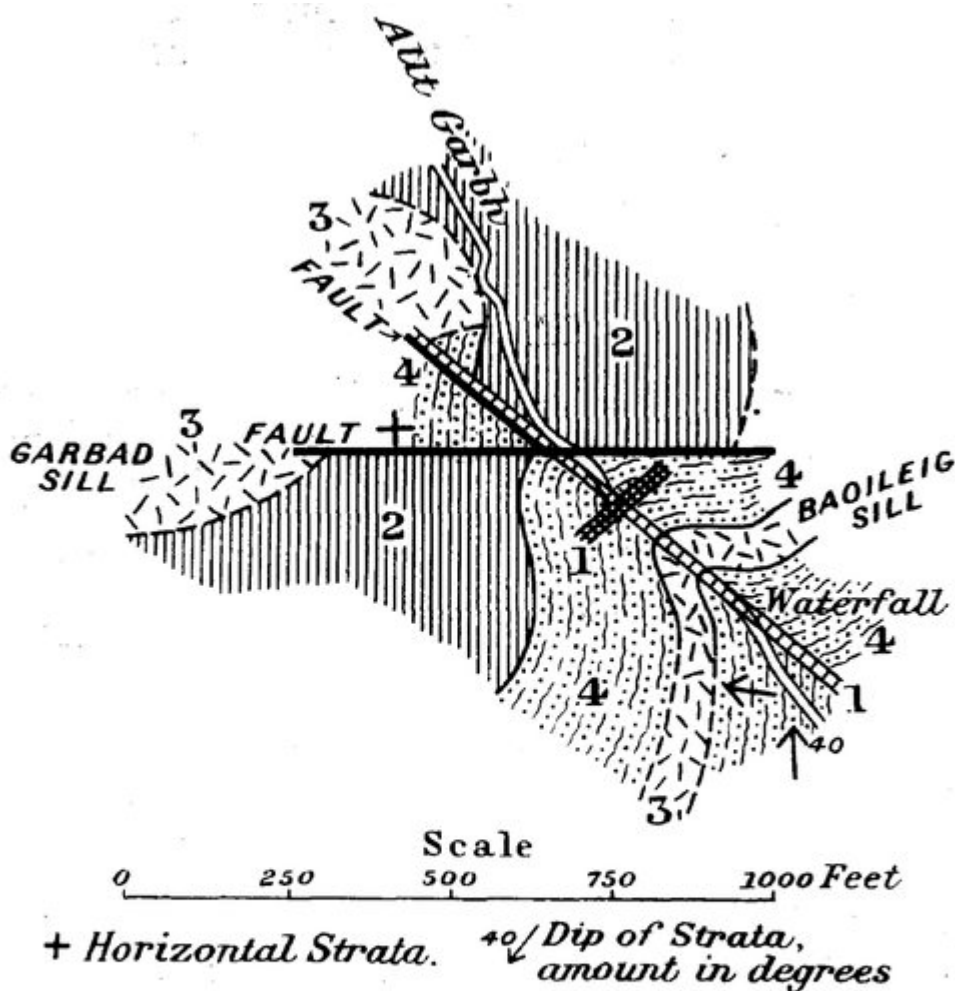 Allt Garbh
3
FAULT
2
4
3
FAULT
GARBAD
SILL
4
BAOILEIG
SILL
2
1
Waterfall
4
4
1
40
3
Scale
0 250 500 750 1000 Feet
+ Horizontal Strata.
40 Dip of Strata,
amount in degrees